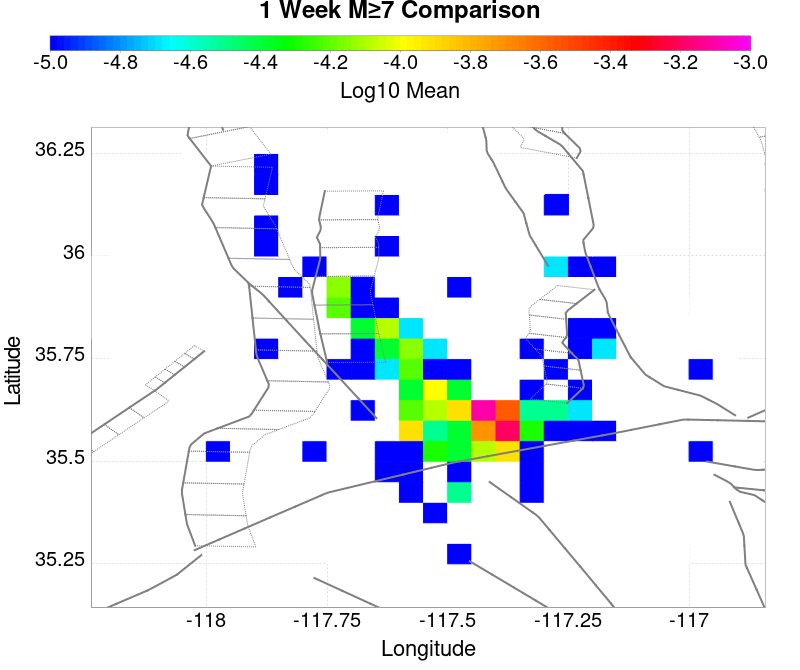 1 Week M≥7 Comparison
-5.0 -4.8 -4.6 -4.4 -4.2 -4.0 -3.8 -3.6 -3.4 -3.2 -3.0
Log10 Mean
36.25
36
35.75
35.5
35.25
Latitude
-118 -117.75 -117.5 -117.25 -117
Longitude